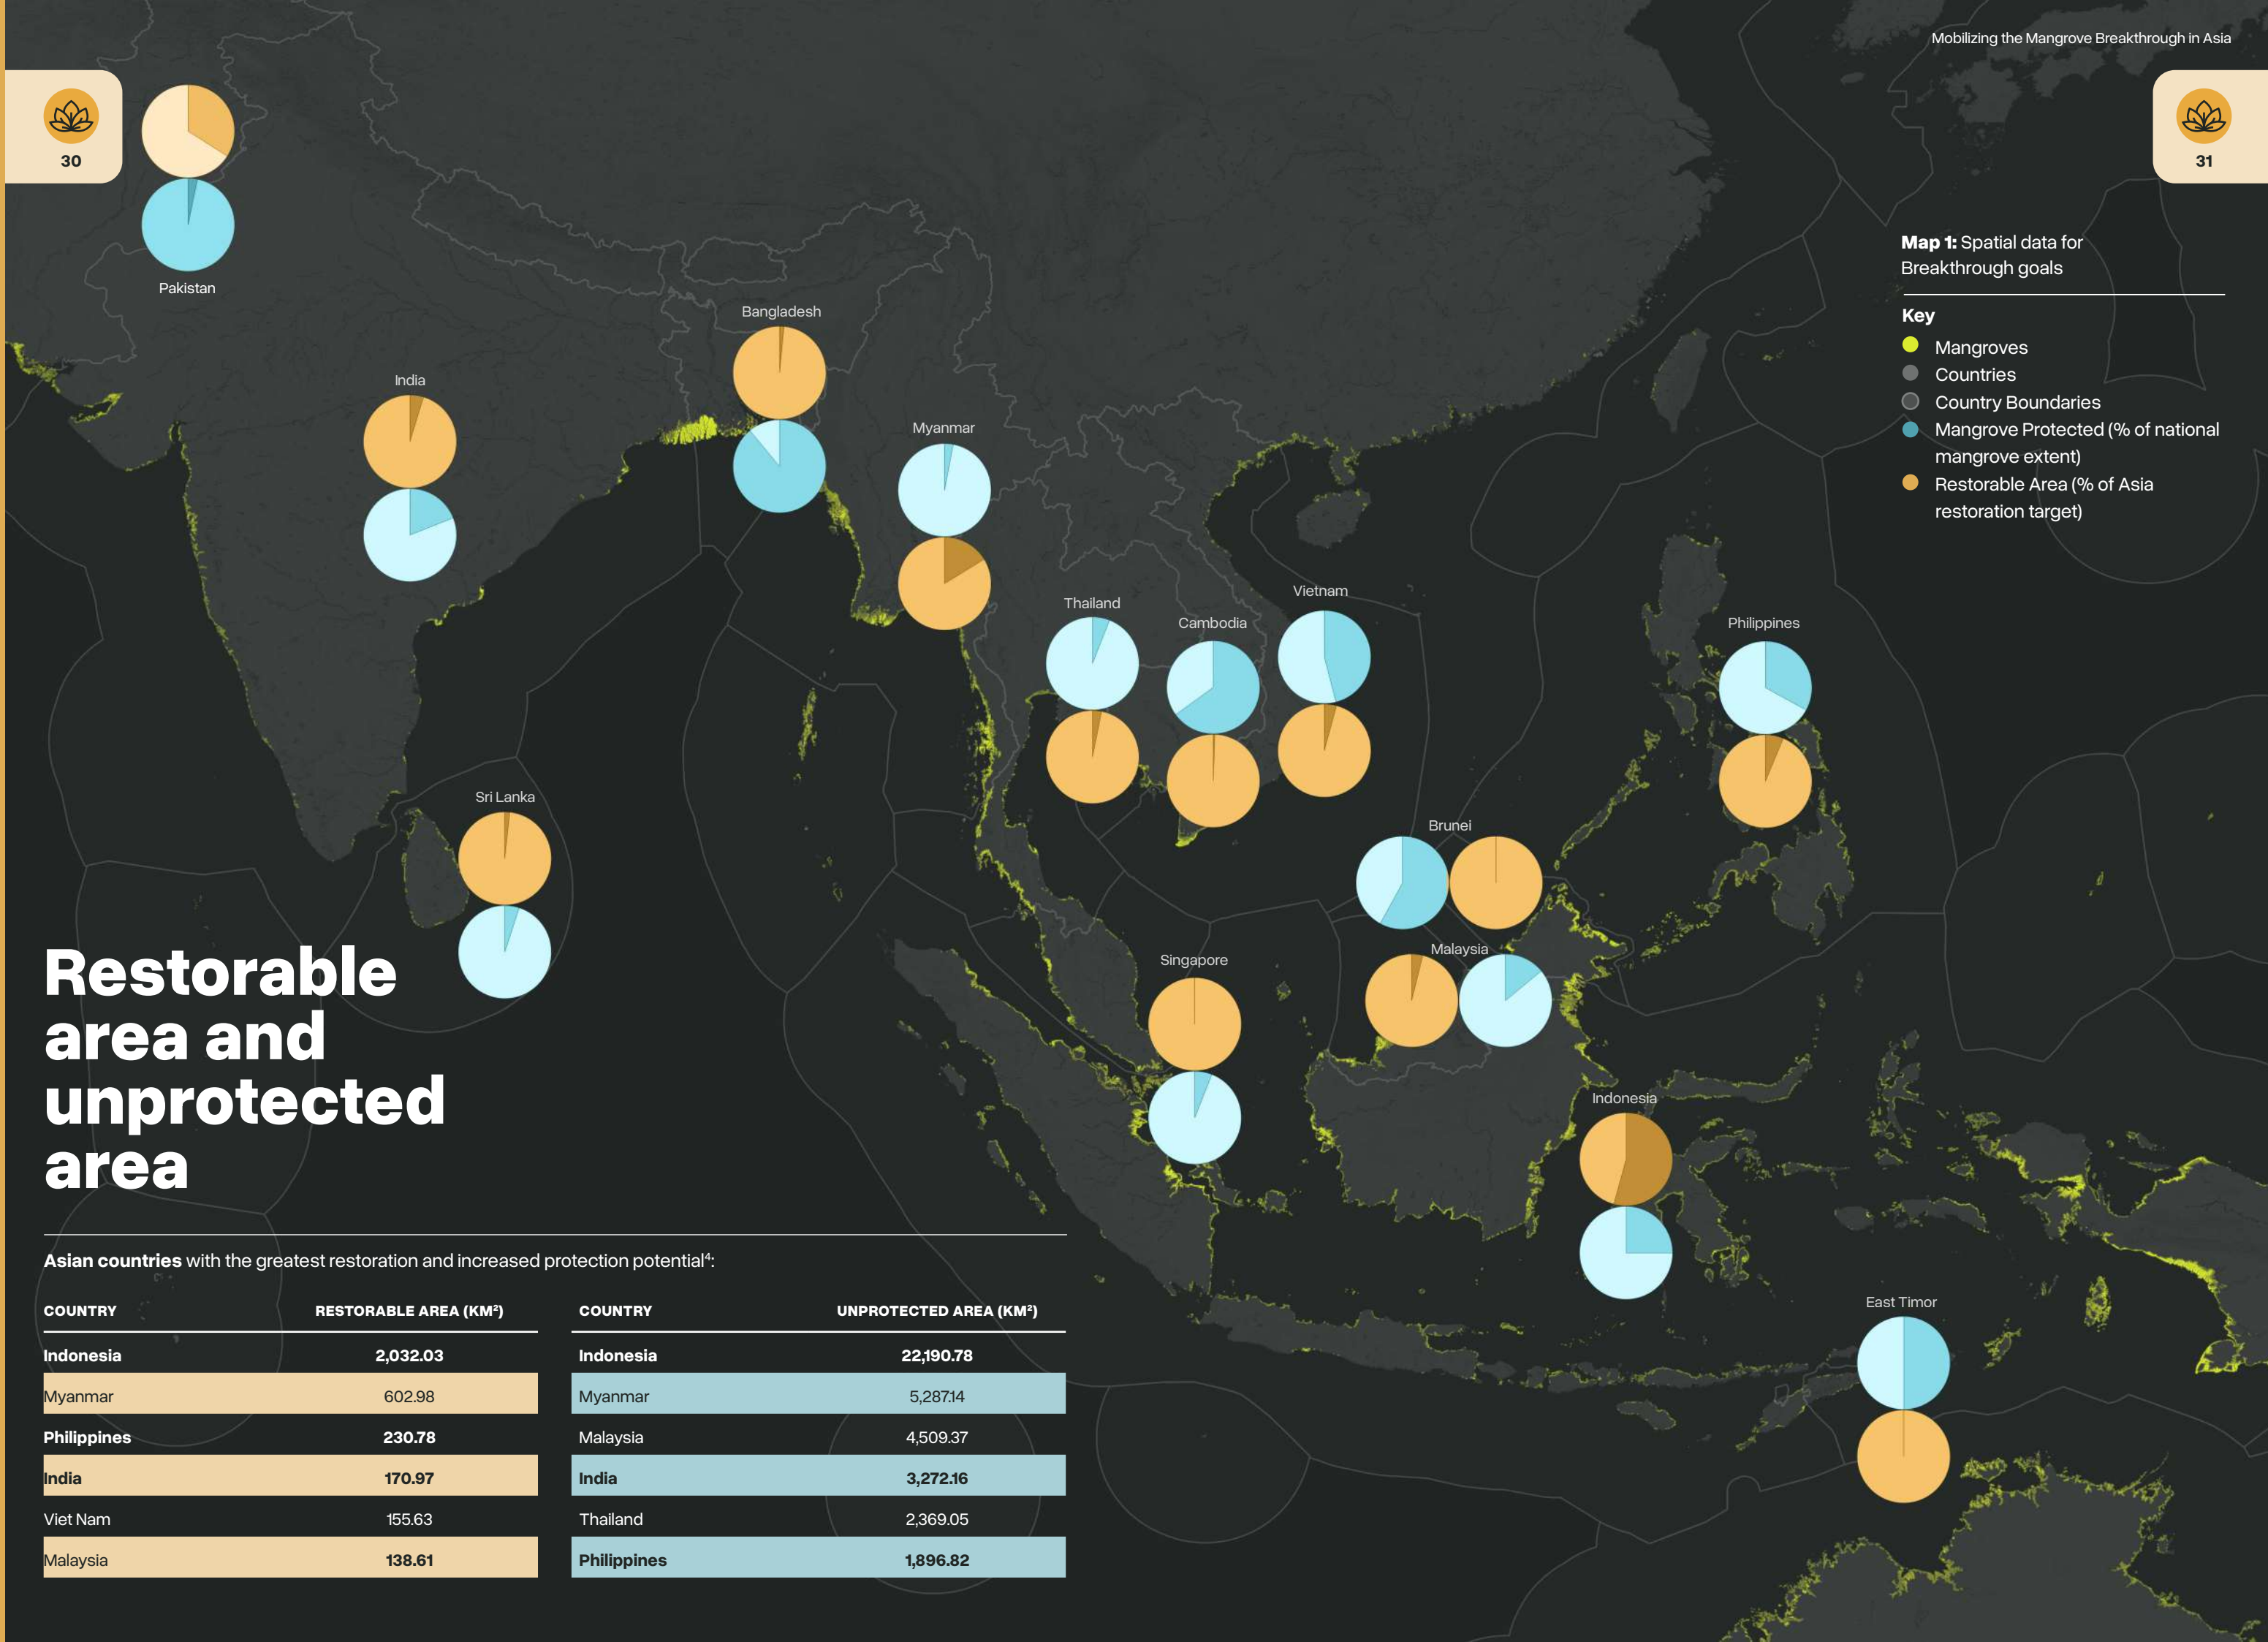 Mobilizing the Mangrove Breakthrough in Asia
30
31
Map 1: Spatial data for
Breakthrough goals
Key
Mangroves
Countries
Country Boundaries
Mangrove Protected (% of national
mangrove extent)
Restorable Area (% of Asia
restoration target)
Pakistan
India
Bangladesh
Myanmar
Thailand
Cambodia
Vietnam
Philippines
Sri Lanka
Brunei
Malaysia
Singapore
Indonesia
East Timor
Restorable
area and
unprotected
area
Asian countries with the greatest restoration and increased protection potential⁴:
COUNTRY RESTORABLE AREA (KM²)
Indonesia 2,032.03
Myanmar 602.98
Philippines 230.78
India 170.97
Viet Nam 155.63
Malaysia 138.61
COUNTRY UNPROTECTED AREA (KM²)
Indonesia 22,190.78
Myanmar 5,287.14
Malaysia 4,509.37
India 3,272.16
Thailand 2,369.05
Philippines 1,896.82